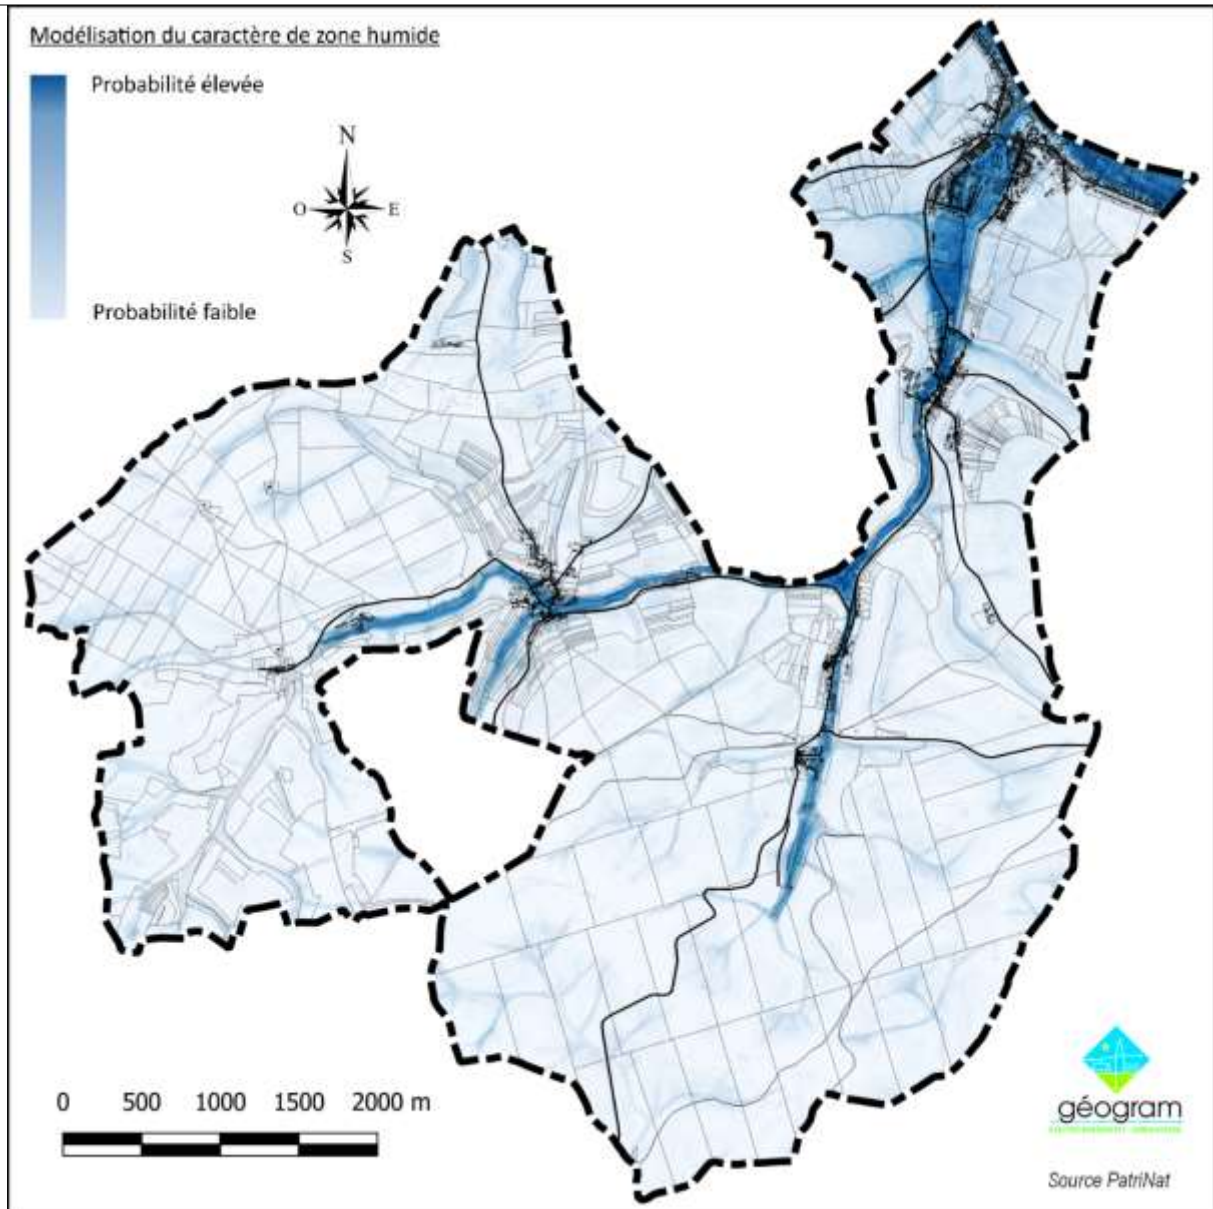 Modélisation du caractère de zone humide
Probabilité élevée
N
O E
S
Probabilité faible
0 500 1000 1500 2000 m
géogram
Source PatriNat